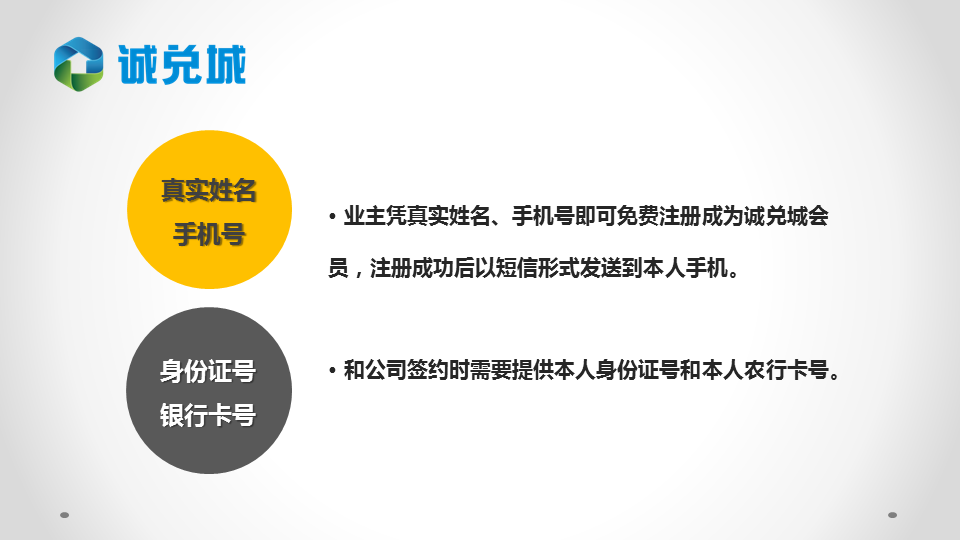 诚兑城
真实姓名
手机号
• 业主凭真实姓名、手机号即可免费注册成为诚兑城会
员，注册成功后以短信形式发送到本人手机。
身份证号
银行卡号
• 和公司签约时需要提供本人身份证号和本人农行卡号。